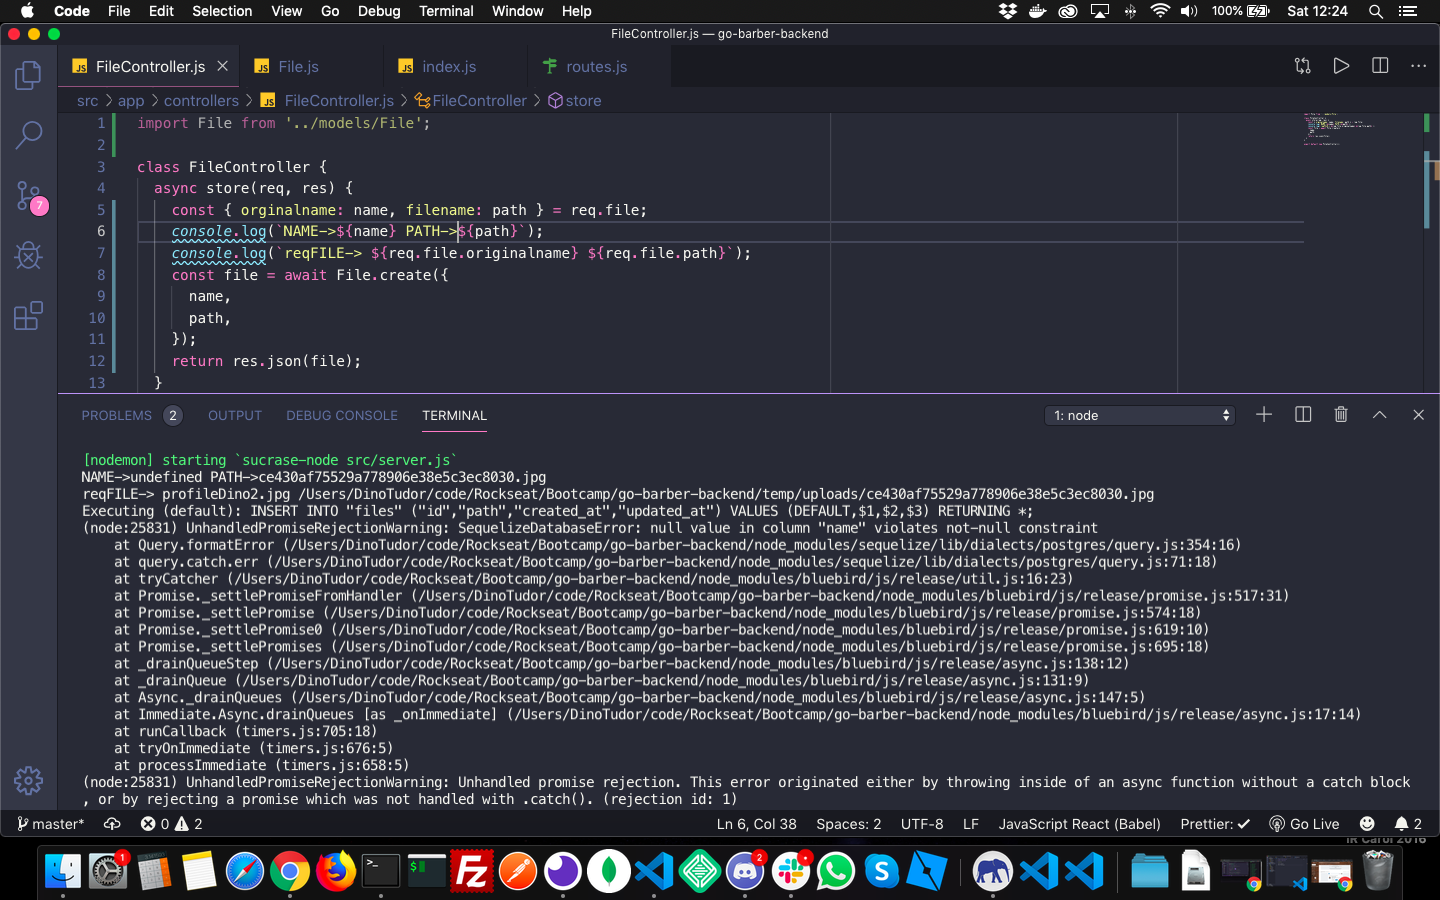 Code File Edit Selection View Go Debug Terminal Window Help 100% Sat 12:24
FileController.js — go-barber-backend
JS FileController.js JS File.js JS index.js routes.js
src app controllers JS FileController.js FileController store
1 import File from '../models/File';
2
3 class FileController {
4 async store(req, res) {
5 const { orginalname: name, filename: path } = req.file;
6 console.log(`NAME->${name} PATH->${path}`);
7 console.log(`reqFILE-> ${req.file.originalname} ${req.file.path}`);
8 const file = await File.create({
9 name,
10 path,
11 });
12 return res.json(file);
13 }
7
PROBLEMS 2 OUTPUT DEBUG CONSOLE TERMINAL 1: node
[nodemon] starting `sucrase-node src/server.js`
NAME->undefined PATH->ce430af75529a778906e38e5c3ec8030.jpg
reqFILE-> profileDino2.jpg /Users/DinoTudor/code/Rockseat/Bootcamp/go-barber-backend/temp/uploads/ce430af75529a778906e38e5c3ec8030.jpg
Executing (default): INSERT INTO "files" ("id","path","created_at","updated_at") VALUES (DEFAULT,$1,$2,$3) RETURNING *;
(node:25831) UnhandledPromiseRejectionWarning: SequelizeDatabaseError: null value in column "name" violates not-null constraint
at Query.formatError (/Users/DinoTudor/code/Rockseat/Bootcamp/go-barber-backend/node_modules/sequelize/lib/dialects/postgres/query.js:354:16)
at query.catch.err (/Users/DinoTudor/code/Rockseat/Bootcamp/go-barber-backend/node_modules/sequelize/lib/dialects/postgres/query.js:71:18)
at tryCatcher (/Users/DinoTudor/code/Rockseat/Bootcamp/go-barber-backend/node_modules/bluebird/js/release/util.js:16:23)
at Promise._settlePromiseFromHandler (/Users/DinoTudor/code/Rockseat/Bootcamp/go-barber-backend/node_modules/bluebird/js/release/promise.js:517:31)
at Promise._settlePromise (/Users/DinoTudor/code/Rockseat/Bootcamp/go-barber-backend/node_modules/bluebird/js/release/promise.js:574:18)
at Promise._settlePromise0 (/Users/DinoTudor/code/Rockseat/Bootcamp/go-barber-backend/node_modules/bluebird/js/release/promise.js:619:10)
at Promise._settlePromises (/Users/DinoTudor/code/Rockseat/Bootcamp/go-barber-backend/node_modules/bluebird/js/release/promise.js:695:18)
at _drainQueueStep (/Users/DinoTudor/code/Rockseat/Bootcamp/go-barber-backend/node_modules/bluebird/js/release/async.js:138:12)
at _drainQueue (/Users/DinoTudor/code/Rockseat/Bootcamp/go-barber-backend/node_modules/bluebird/js/release/async.js:131:9)
at Async._drainQueues (/Users/DinoTudor/code/Rockseat/Bootcamp/go-barber-backend/node_modules/bluebird/js/release/async.js:147:5)
at Immediate.Async.drainQueues [as _onImmediate] (/Users/DinoTudor/code/Rockseat/Bootcamp/go-barber-backend/node_modules/bluebird/js/release/async.js:17:14)
at runCallback (timers.js:705:18)
at tryOnImmediate (timers.js:676:5)
at processImmediate (timers.js:658:5)
(node:25831) UnhandledPromiseRejectionWarning: Unhandled promise rejection. This error originated either by throwing inside of an async function without a catch block
, or by rejecting a promise which was not handled with .catch(). (rejection id: 1)
master* 0 2 Ln 6, Col 38 Spaces: 2 UTF-8 LF JavaScript React (Babel) Prettier: Go Live 2
IR Carol 2016
1 >_ $ Fz 2 S